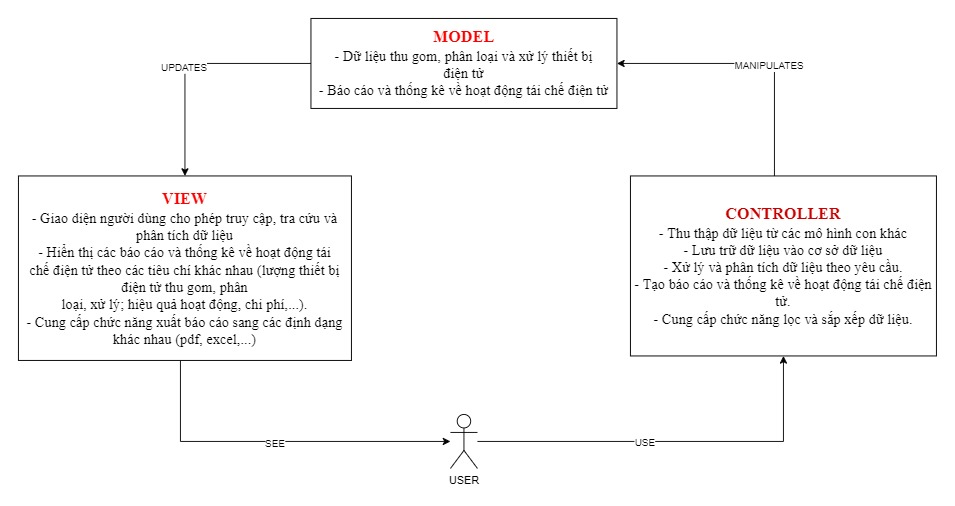 MODEL
- Dữ liệu thu gom, phân loại và xử lý thiết bị
điện tử
- Báo cáo và thống kê về hoạt động tái chế điện tử
UPDATES
MANIPULATES
VIEW
- Giao diện người dùng cho phép truy cập, tra cứu và
phân tích dữ liệu
- Hiển thị các báo cáo và thống kê về hoạt động tái
chế điện tử theo các tiêu chí khác nhau (lượng thiết bị
điện tử thu gom, phân
loại, xử lý; hiệu quả hoạt động, chi phí,...).
- Cung cấp chức năng xuất báo cáo sang các định dạng
khác nhau (pdf, excel,...)
CONTROLLER
- Thu thập dữ liệu từ các mô hình con khác
- Lưu trữ dữ liệu vào cơ sở dữ liệu
- Xử lý và phân tích dữ liệu theo yêu cầu.
- Tạo báo cáo và thống kê về hoạt động tái chế điện
tử.
- Cung cấp chức năng lọc và sắp xếp dữ liệu.
SEE
USE
USER